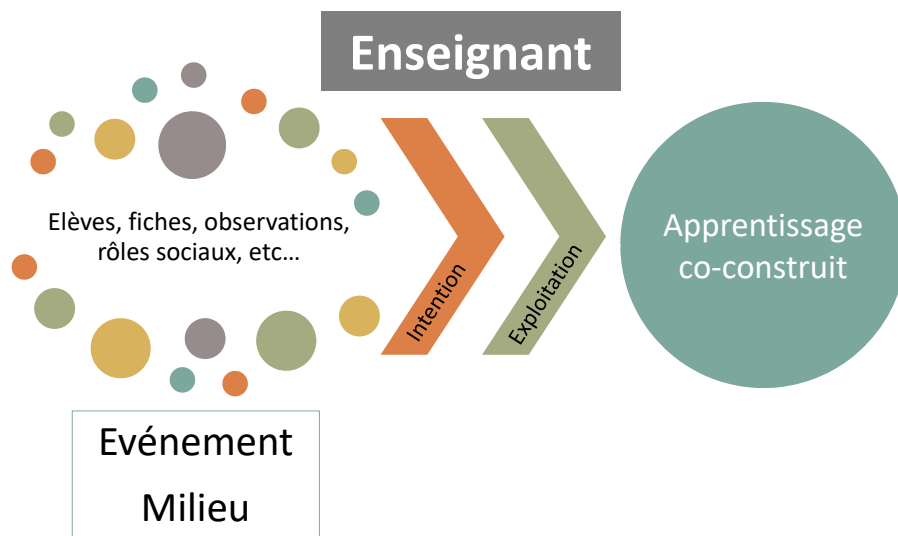 Enseignant
Elèves, fiches, observations,
rôles sociaux, etc…
Intention
Exploitation
Apprentissage
co-construit
Evénement
Milieu